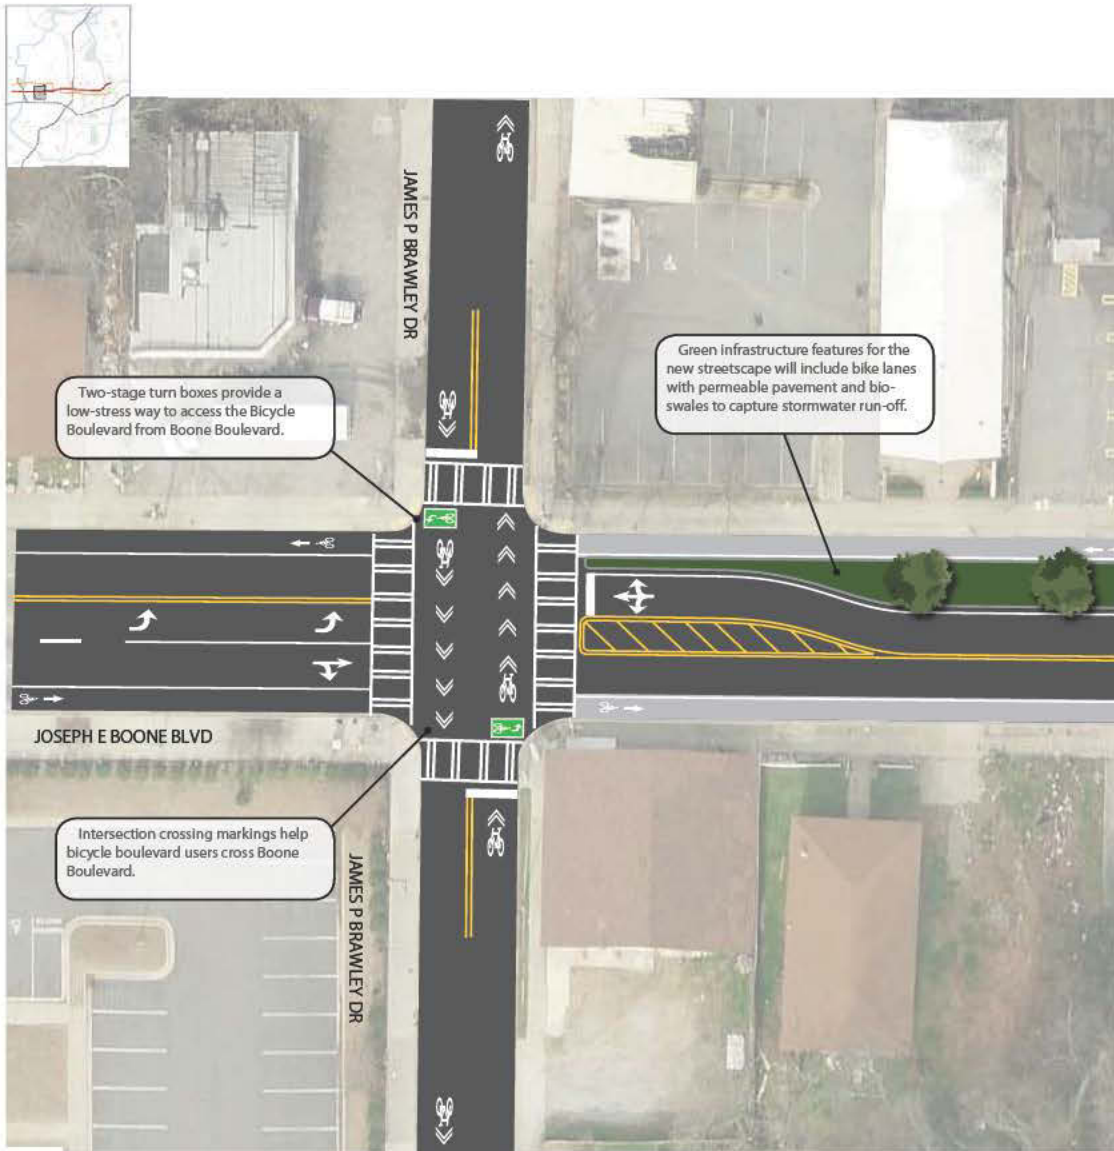 JAMES P BRAWLEY DR
Green infrastructure features for the
new streetscape will include bike lanes
with permeable pavement and bio-
swales to capture stormwater run-off.
Two-stage turn boxes provide a
low-stress way to access the Bicycle
Boulevard from Boone Boulevard.
JOSEPH E BOONE BLVD
Intersection crossing markings help
bicycle boulevard users cross Boone
Boulevard.
JAMES P BRAWLEY DR